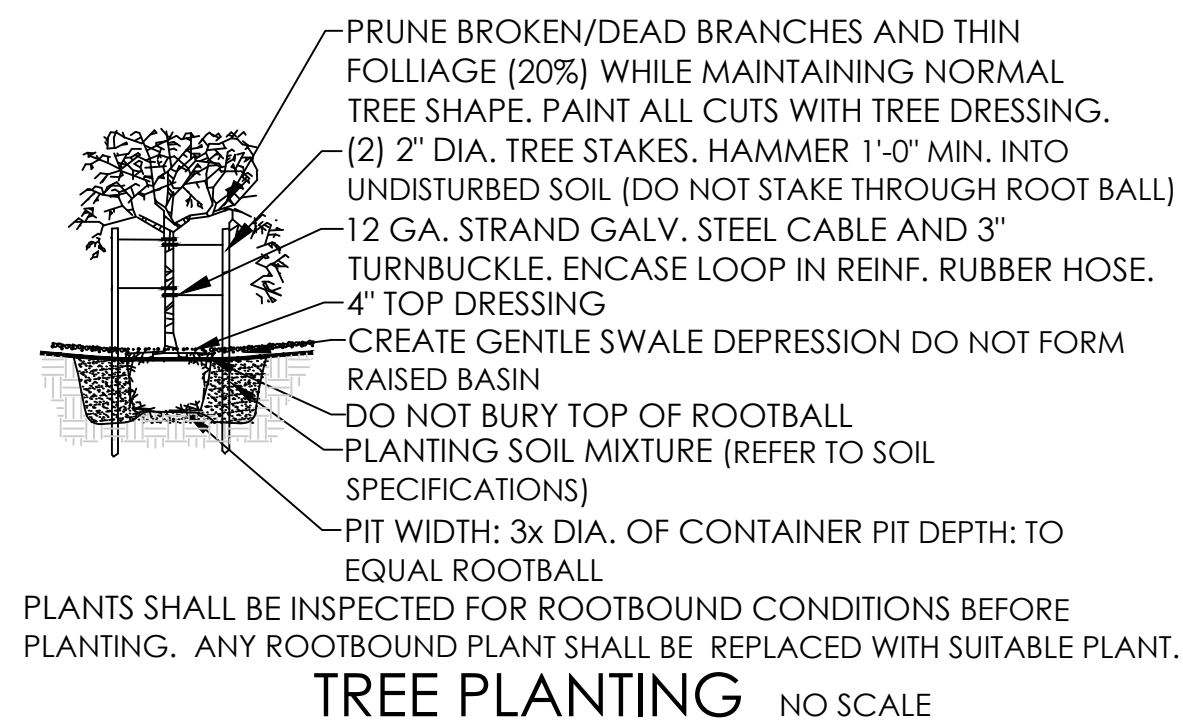 PRUNE BROKEN/DEAD BRANCHES AND THIN
FOLLIAGE (20%) WHILE MAINTAINING NORMAL
TREE SHAPE. PAINT ALL CUTS WITH TREE DRESSING.
(2) 2" DIA. TREE STAKES. HAMMER 1'-0" MIN. INTO
UNDISTURBED SOIL (DO NOT STAKE THROUGH ROOT BALL)
12 GA. STRAND GALV. STEEL CABLE AND 3"
TURNBUCKLE. ENCASE LOOP IN REINF. RUBBER HOSE.
4" TOP DRESSING
CREATE GENTLE SWALE DEPRESSION DO NOT FORM
RAISED BASIN
DO NOT BURY TOP OF ROOTBALL
PLANTING SOIL MIXTURE (REFER TO SOIL
SPECIFICATIONS)
PIT WIDTH: 3x DIA. OF CONTAINER PIT DEPTH: TO
EQUAL ROOTBALL
PLANTS SHALL BE INSPECTED FOR ROOTBOUND CONDITIONS BEFORE
PLANTING. ANY ROOTBOUND PLANT SHALL BE REPLACED WITH SUITABLE PLANT.
TREE PLANTING NO SCALE